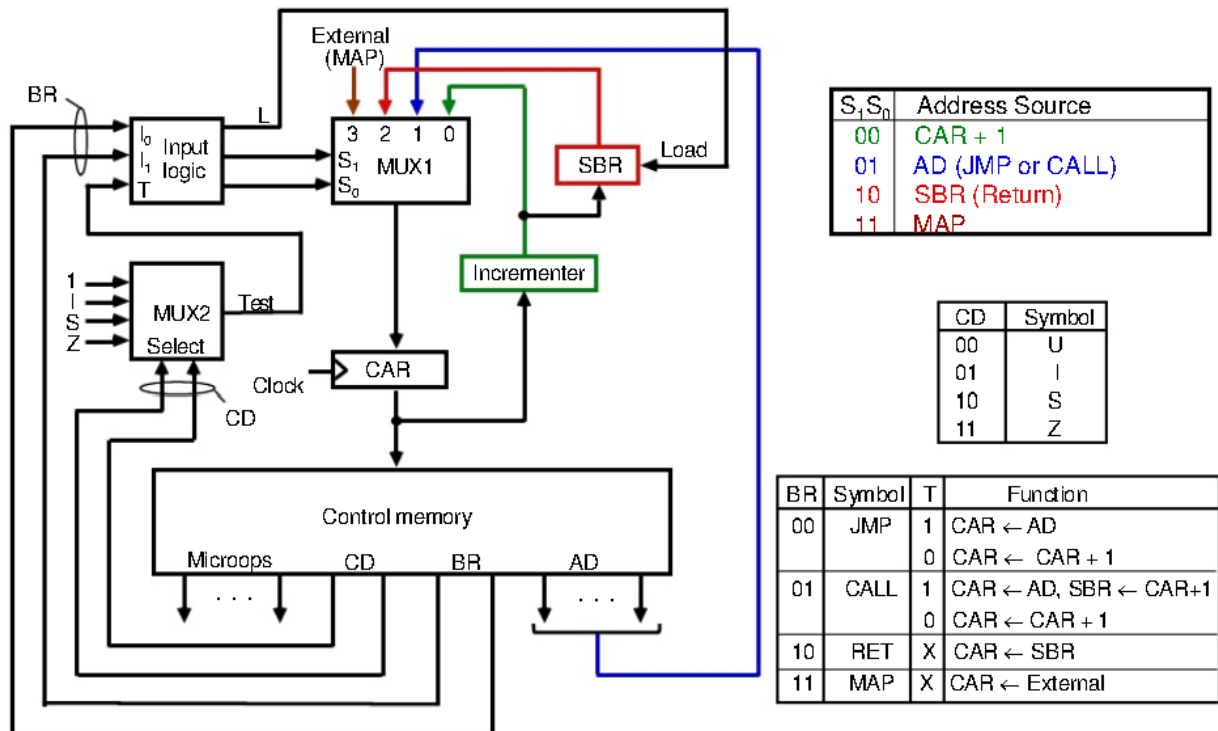 External
(MAP)
BR
L
I0
I1
T
Input
logic
3 2 1 0
S1
S0
MUX1
SBR
Load
Incrementer
1
I
S
Z
MUX2
Select
Test
CD
Clock
CAR
Control memory
Microops CD BR AD
. . . . . .
S1S0 Address Source
00 CAR + 1
01 AD (JMP or CALL)
10 SBR (Return)
11 MAP
CD Symbol
00 U
01 I
10 S
11 Z
BR Symbol T Function
00 JMP 1 CAR ← AD
0 CAR ← CAR + 1
01 CALL 1 CAR ← AD, SBR ← CAR+1
0 CAR ← CAR + 1
10 RET X CAR ← SBR
11 MAP X CAR ← External